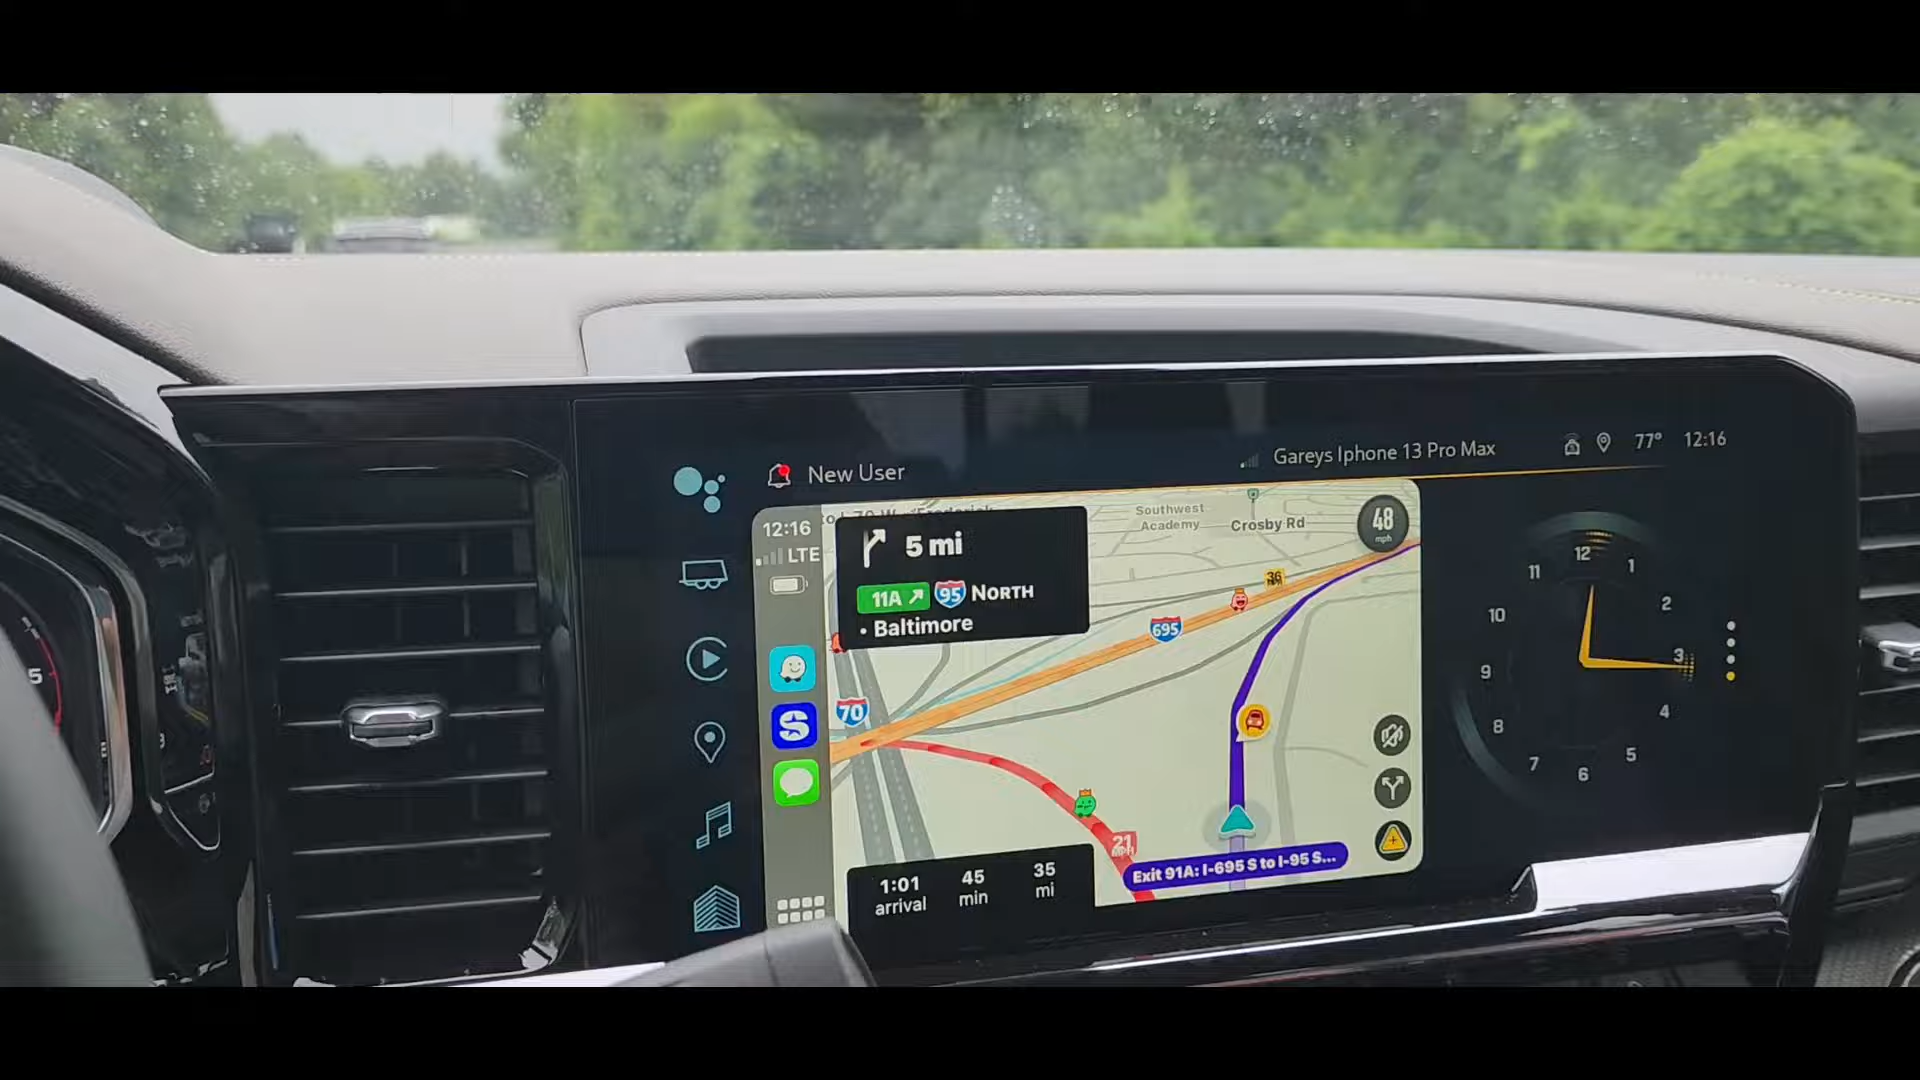 New User
Gareys Iphone 13 Pro Max
77°
12:16
12:16
LTE
5 mi
11A
95 NORTH
• Baltimore
Southwest
Academy
Crosby Rd
48
mph
36
695
70
21
MPH
Exit 91A: I-695 S to I-95 S...
1:01
arrival
45
min
35
mi
12
1
2
3
4
5
6
7
8
9
10
11
5